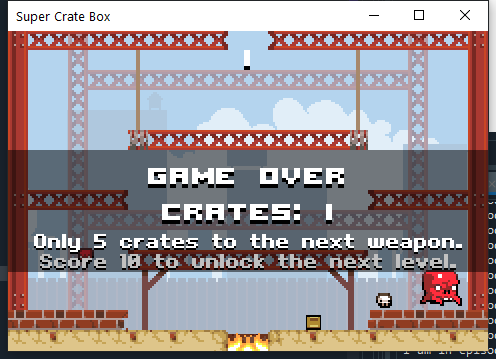 Super Crate Box
GAME OVER
CRATES: 1
Only 5 crates to the next weapon.
Score 10 to unlock the next level.